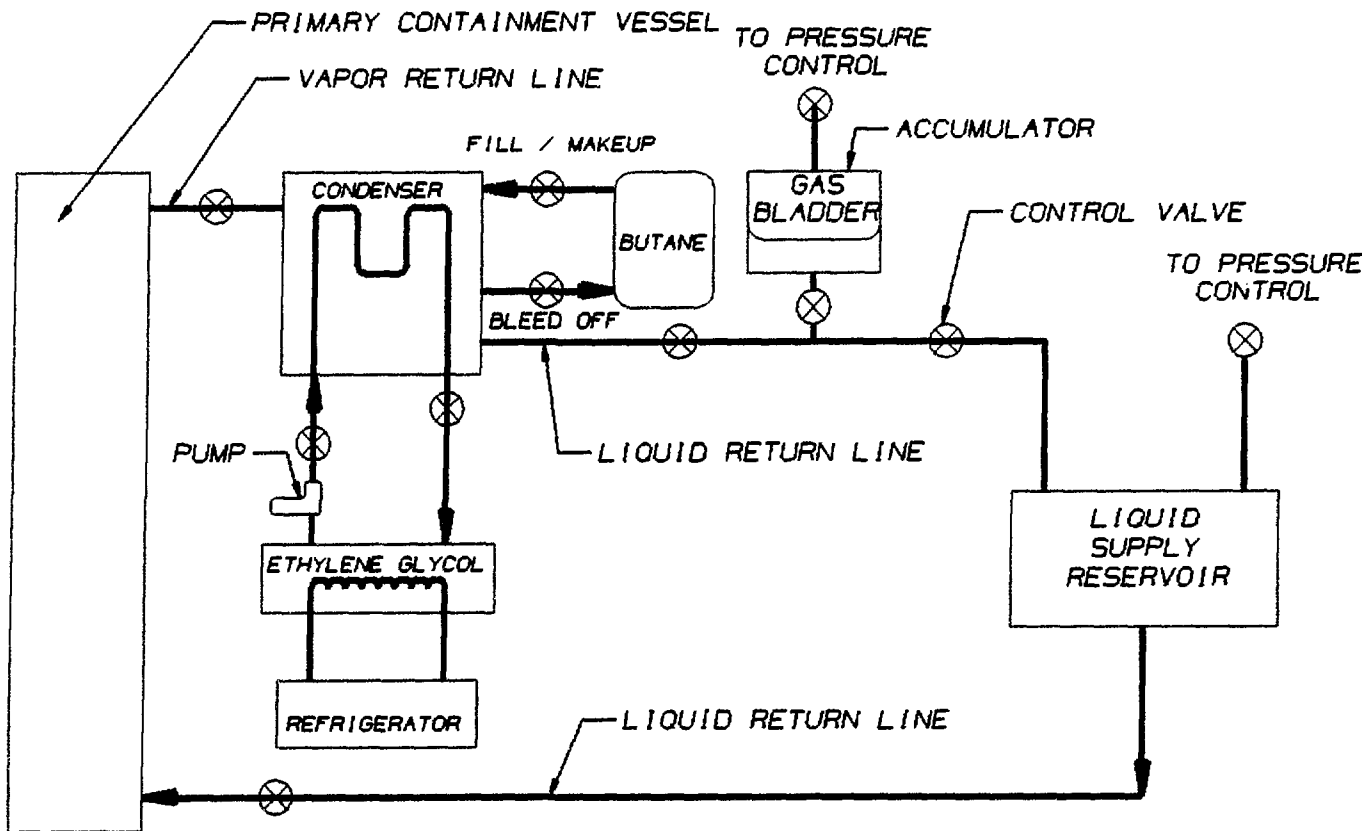 PRIMARY CONTAINMENT VESSEL
TO PRESSURE
CONTROL
VAPOR RETURN LINE
ACCUMULATOR
FILL / MAKEUP
CONDENSER
GAS
BLADDER
CONTROL VALVE
BUTANE
TO PRESSURE
CONTROL
BLEED OFF
PUMP
LIQUID RETURN LINE
LIQUID
SUPPLY
RESERVOIR
ETHYLENE GLYCOL
REFRIGERATOR
LIQUID RETURN LINE